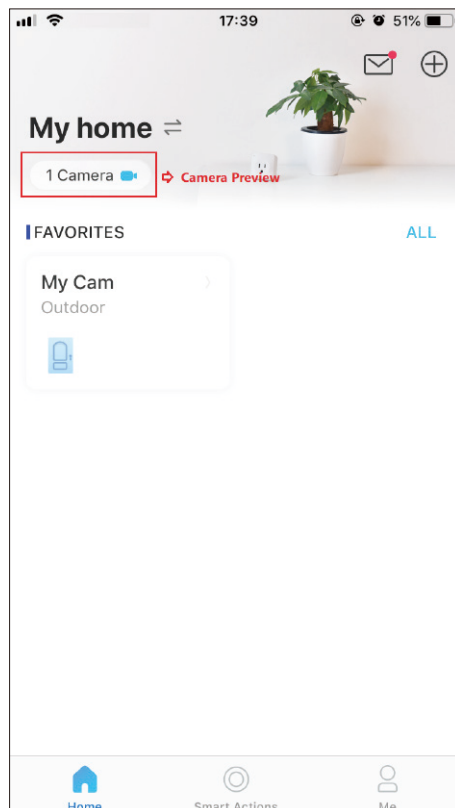 17:39
51%
My home
1 Camera
Camera Preview
FAVORITES
ALL
My Cam
Outdoor
Home
Smart Actions
Me